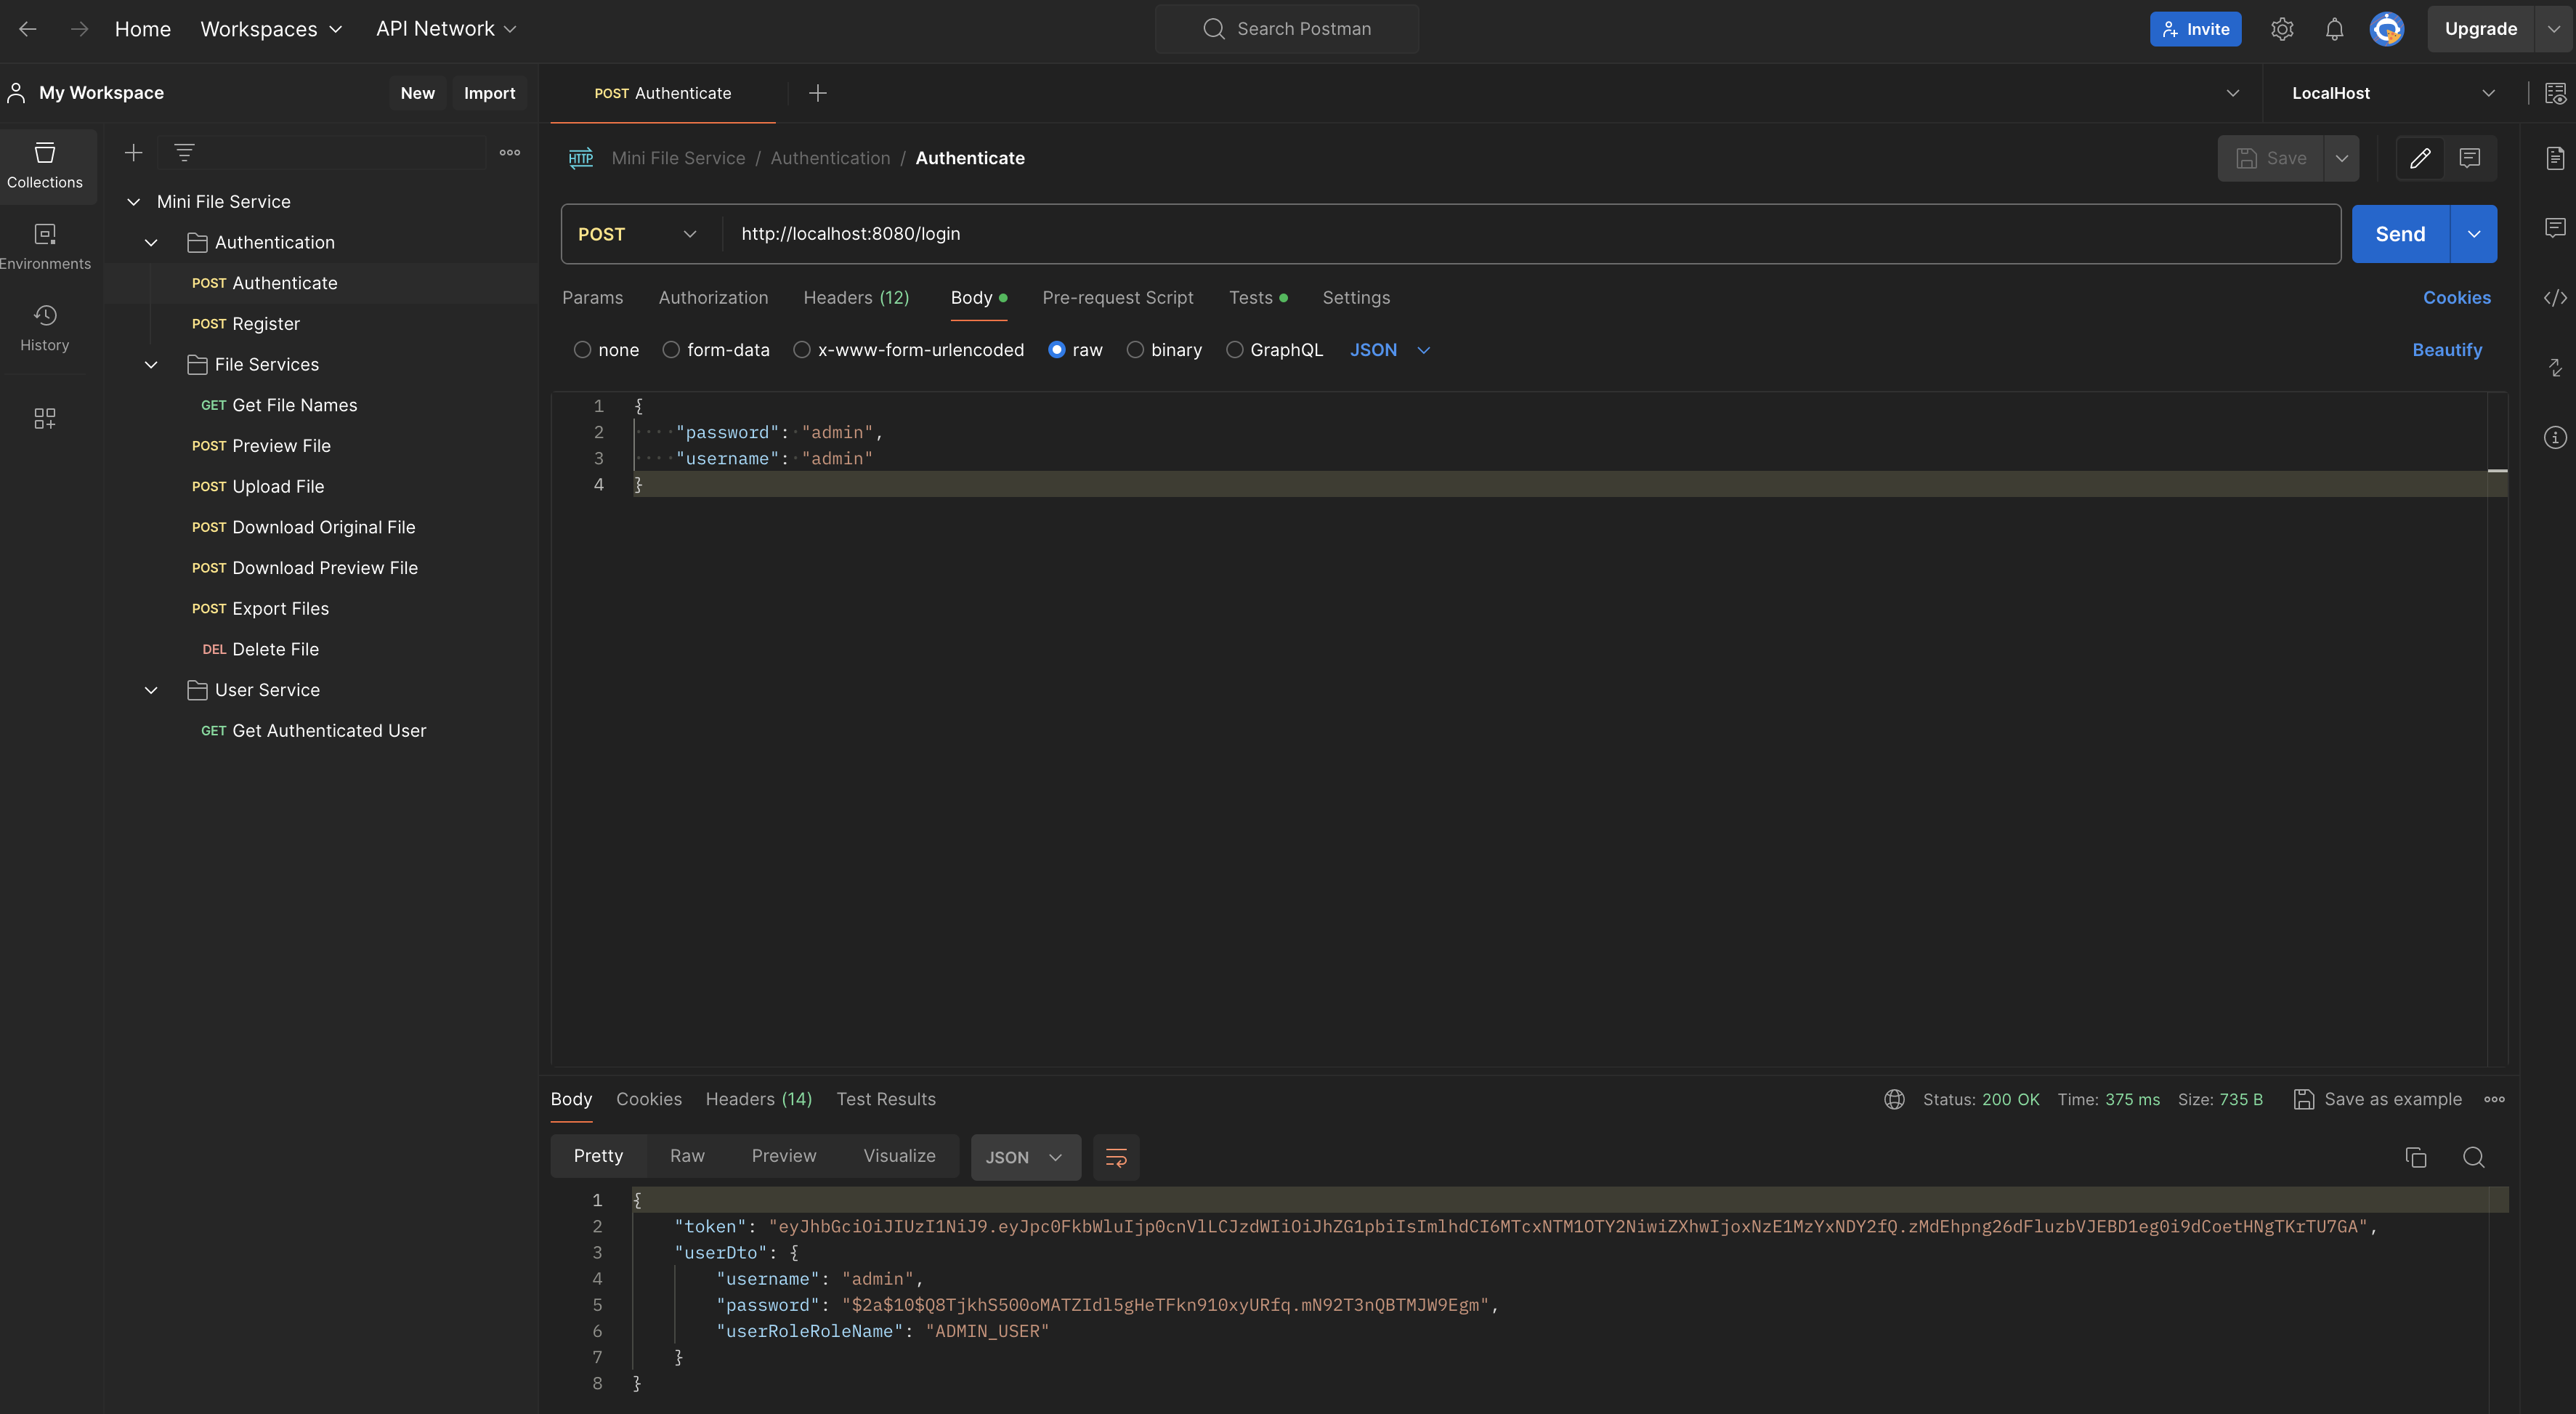 Home Workspaces API Network Search Postman Invite Upgrade
My Workspace New Import POST Authenticate LocalHost
Collections
Environments
History
Mini File Service
Authentication
POST Authenticate
POST Register
File Services
GET Get File Names
POST Preview File
POST Upload File
POST Download Original File
POST Download Preview File
POST Export Files
DEL Delete File
User Service
GET Get Authenticated User
HTTP Mini File Service / Authentication / Authenticate Save
POST http://localhost:8080/login Send
Params Authorization Headers (12) Body Pre-request Script Tests Settings Cookies
none form-data x-www-form-urlencoded raw binary GraphQL JSON Beautify
1 {
2 "password": "admin",
3 "username": "admin"
4 }
Body Cookies Headers (14) Test Results Status: 200 OK Time: 375 ms Size: 735 B Save as example
Pretty Raw Preview Visualize JSON
1 {
2 "token": "eyJhbGciOiJIUzI1NiJ9.eyJpc0FkbWluIjp0cnVlLCJzdWIiOiJhZG1pbiIsImlhdCI6MTcxNTM1OTY2NiwiZXhwIjoxNzE1MzYxNDY2fQ.zMdEhpng26dFluzbVJEBD1eg0i9dCoetHNgTKrTU7GA",
3 "userDto": {
4 "username": "admin",
5 "password": "$2a$10$Q8TjkhS500oMATZIdl5gHeTFkn910xyURfq.mN92T3nQBTMJW9Egm",
6 "userRoleRoleName": "ADMIN_USER"
7 }
8 }